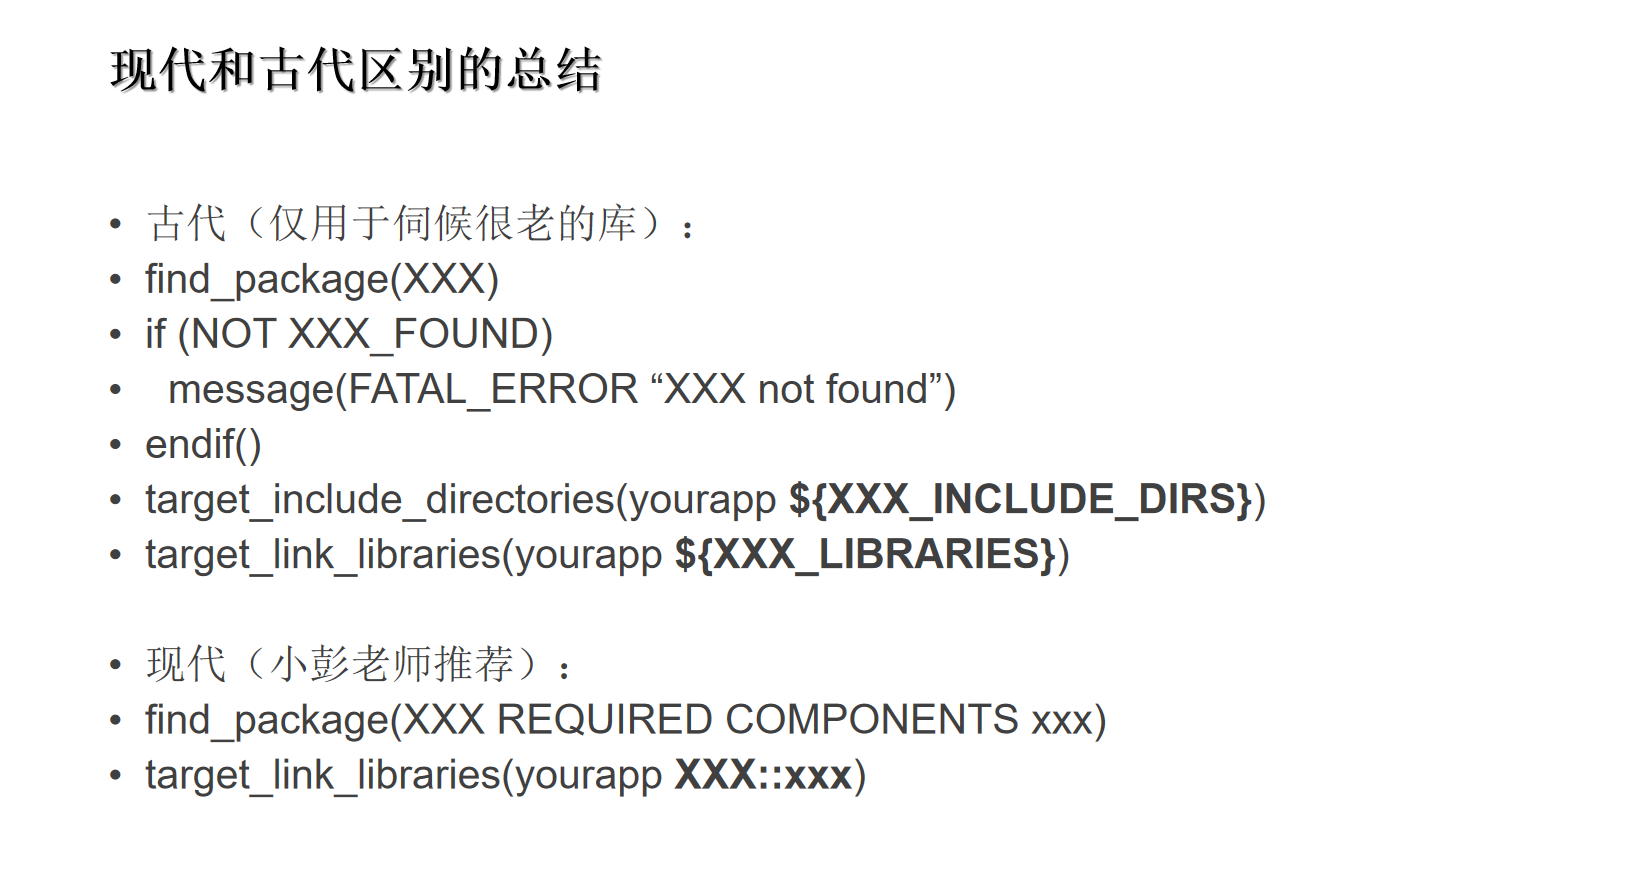 现代和古代区别的总结
• 古代（仅用于伺候很老的库）：
• find_package(XXX)
• if (NOT XXX_FOUND)
•   message(FATAL_ERROR “XXX not found”)
• endif()
• target_include_directories(yourapp ${XXX_INCLUDE_DIRS})
• target_link_libraries(yourapp ${XXX_LIBRARIES})
• 现代（小彭老师推荐）：
• find_package(XXX REQUIRED COMPONENTS xxx)
• target_link_libraries(yourapp XXX::xxx)